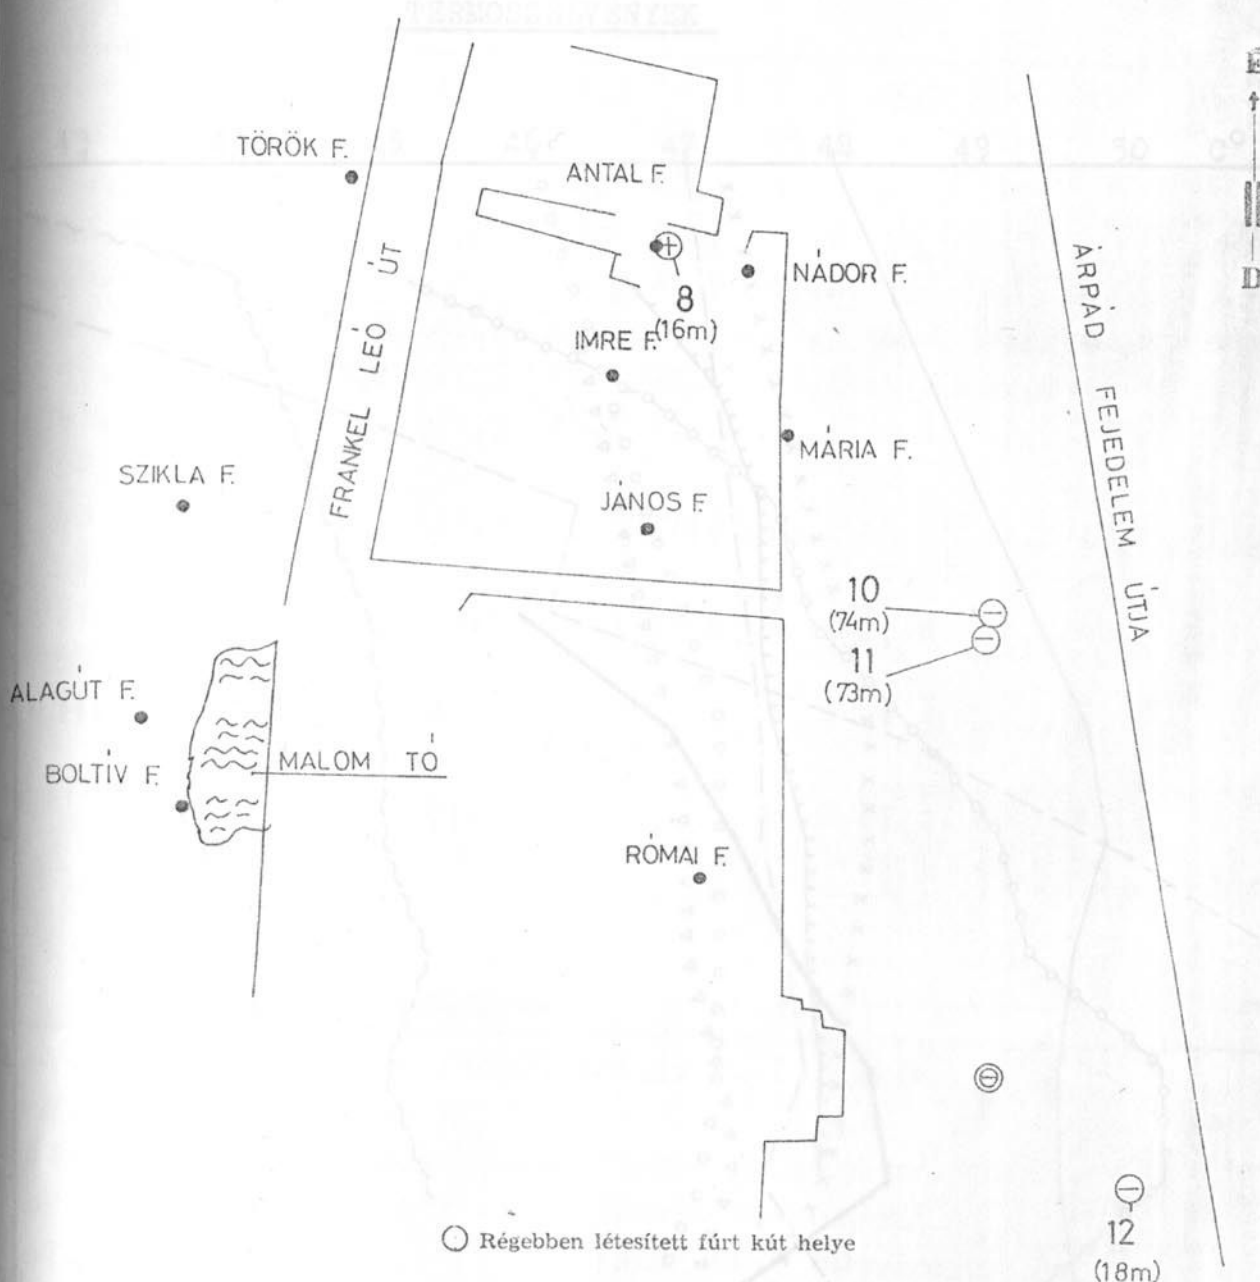 É
TÖRÖK F.
ANTAL F.
NÁDOR F.
D
8
(16m)
IMRE F.
FRANKEL LEÓ ÚT
ÁRPÁD FEJEDELEM ÚTJA
MÁRIA F.
SZIKLA F.
JÁNOS F.
10
(74m)
11
(73m)
ALAGÚT F.
MALOM TÓ
BOLTÍV F.
RÓMAI F.
12
(18m)
Régebben létesített fúrt kút helye